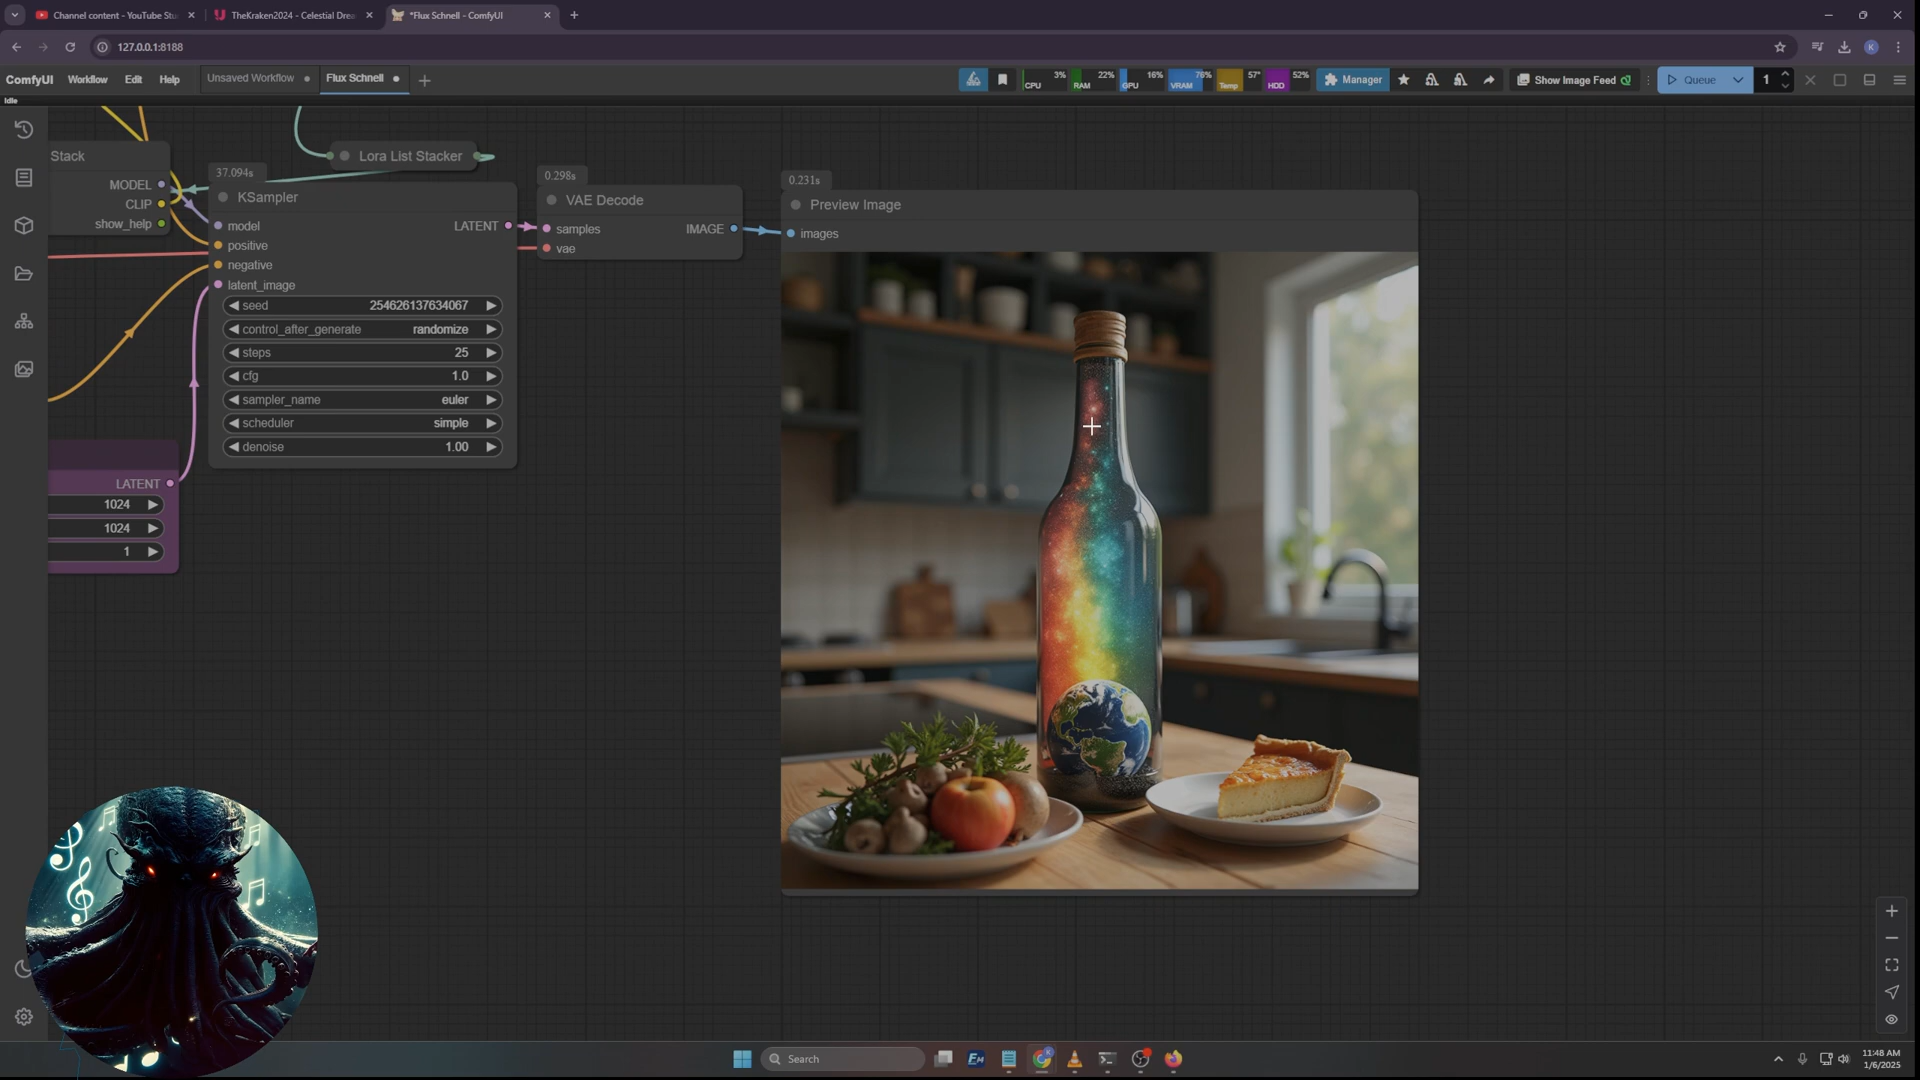 Channel content - YouTube Stu
TheKraken2024 - Celestial Drea
*Flux Schnell - ComfyUI
127.0.0.1:8188
ComfyUI
Workflow
Edit
Help
Unsaved Workflow
Flux Schnell
CPU 3%
RAM 22%
GPU 16%
VRAM 76%
Temp 57°
HDD 52%
Manager
Show Image Feed
Queue
1
Idle
Stack
MODEL
CLIP
show_help
Lora List Stacker
37.094s
KSampler
model
LATENT
positive
negative
latent_image
seed 254626137634067
control_after_generate randomize
steps 25
cfg 1.0
sampler_name euler
scheduler simple
denoise 1.00
LATENT
1024
1024
1
0.298s
VAE Decode
samples
IMAGE
vae
0.231s
Preview Image
images
Search
11:48 AM
1/6/2025